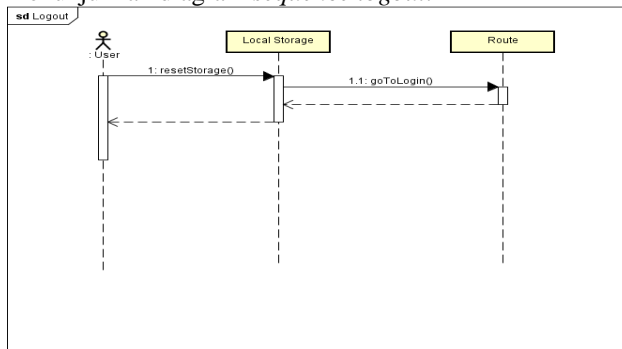 sd Logout
: User
Local Storage
Route
1: resetStorage()
1.1: goToLogin()